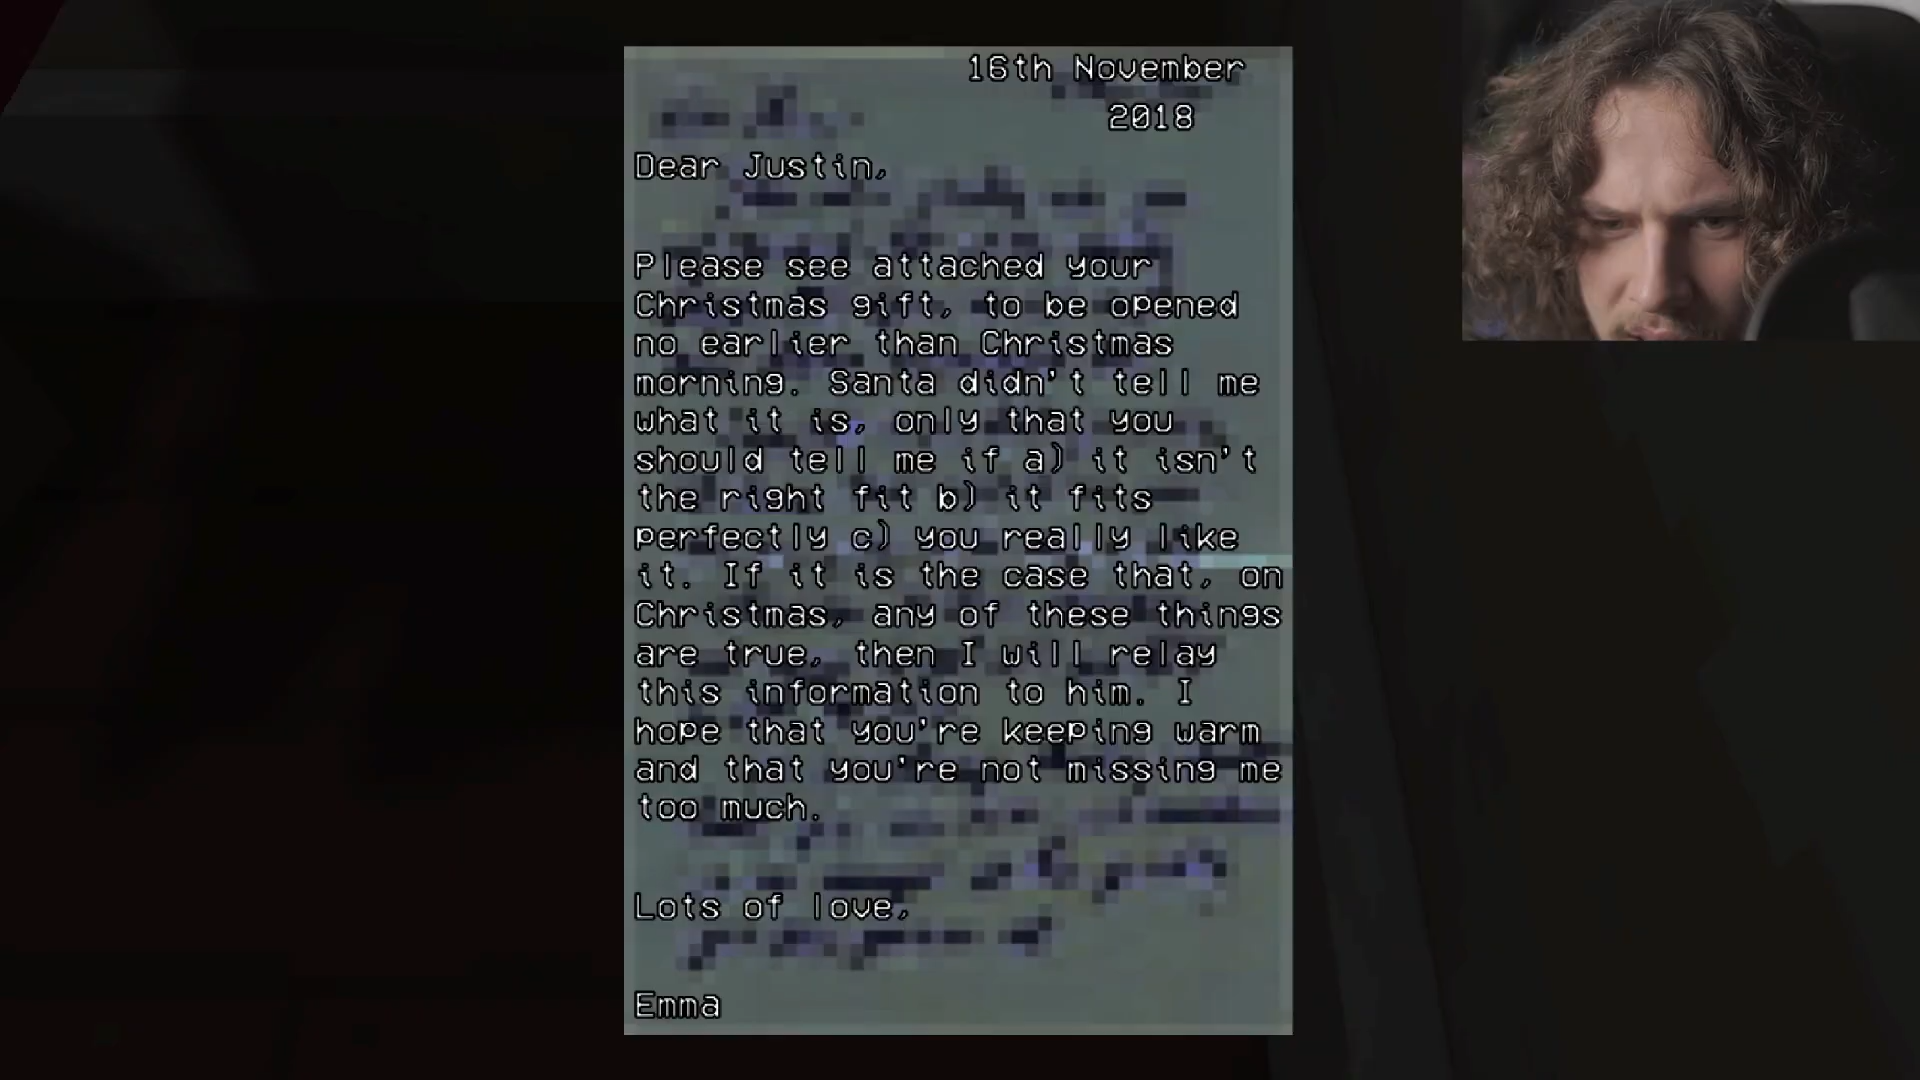 16th November
2018
Dear Justin,
Please see attached your
Christmas gift, to be opened
no earlier than Christmas
morning. Santa didn't tell me
what it is, only that you
should tell me if a) it isn't
the right fit b) it fits
perfectly c) you really like
it. If it is the case that, on
Christmas, any of these things
are true, then I will relay
this information to him. I
hope that you're keeping warm
and that you're not missing me
too much.
Lots of love,
Emma